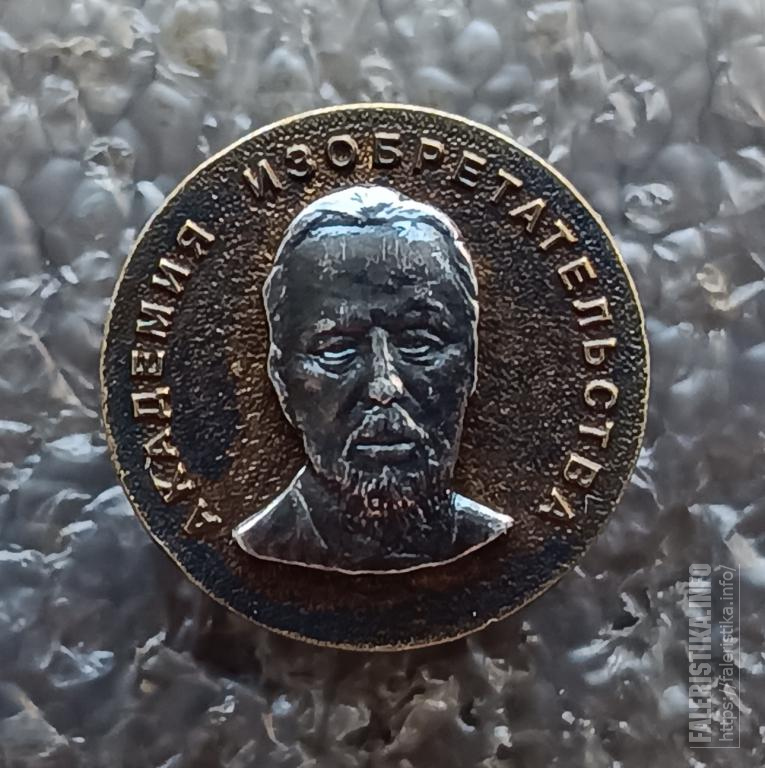 АКАДЕМИЯ ИЗОБРЕТАТЕЛЬСТВА
FALERISTIKA.INFO
https://faleristika.info/